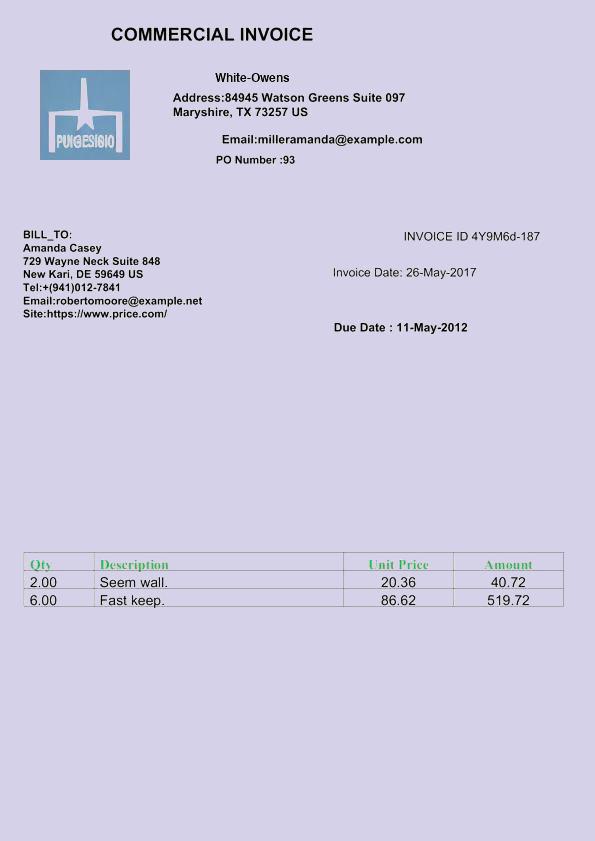 COMMERCIAL INVOICE
White-Owens
Address:84945 Watson Greens Suite 097
Maryshire, TX 73257 US
Email:milleramanda@example.com
PO Number :93
BILL_TO:
Amanda Casey
729 Wayne Neck Suite 848
New Kari, DE 59649 US
Tel:+(941)012-7841
Email:robertomoore@example.net
Site:https://www.price.com/
INVOICE ID 4Y9M6d-187
Invoice Date: 26-May-2017
Due Date : 11-May-2012
Qty Description Unit Price Amount
2.00 Seem wall. 20.36 40.72
6.00 Fast keep. 86.62 519.72